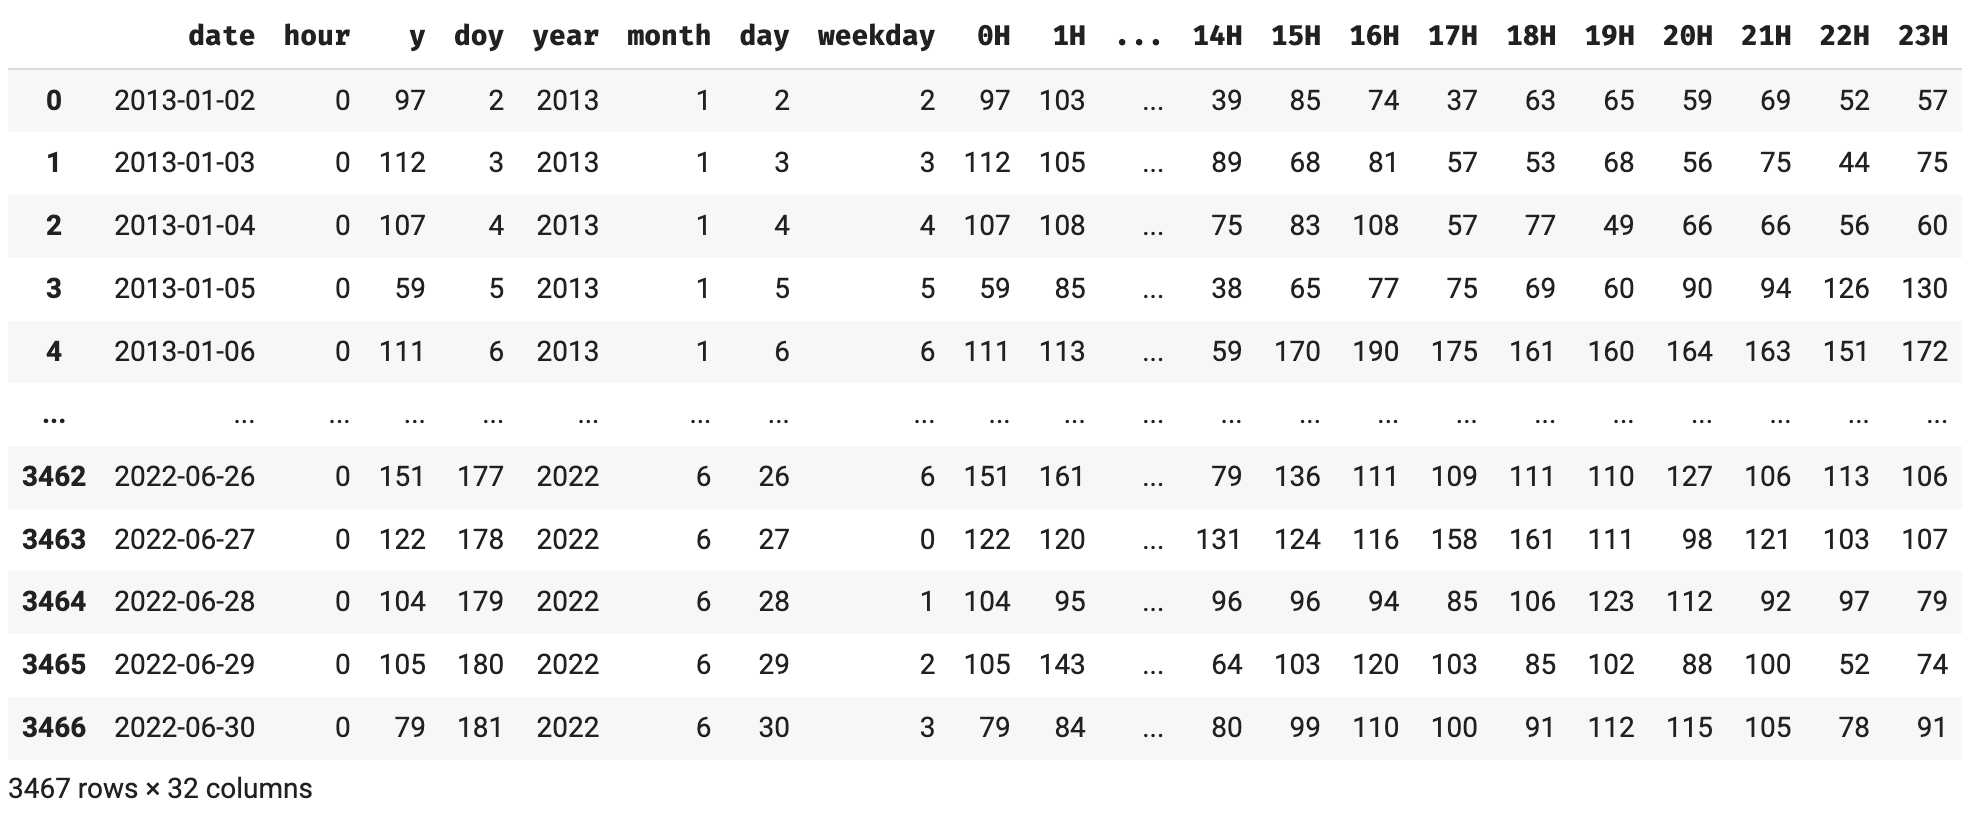 date hour y doy year month day weekday 0H 1H ... 14H 15H 16H 17H 18H 19H 20H 21H 22H 23H
0 2013-01-02 0 97 2 2013 1 2 2 97 103 ... 39 85 74 37 63 65 59 69 52 57
1 2013-01-03 0 112 3 2013 1 3 3 112 105 ... 89 68 81 57 53 68 56 75 44 75
2 2013-01-04 0 107 4 2013 1 4 4 107 108 ... 75 83 108 57 77 49 66 66 56 60
3 2013-01-05 0 59 5 2013 1 5 5 59 85 ... 38 65 77 75 69 60 90 94 126 130
4 2013-01-06 0 111 6 2013 1 6 6 111 113 ... 59 170 190 175 161 160 164 163 151 172
... ... ... ... ... ... ... ... ... ... ... ... ... ... ... ... ... ... ... ... ... ...
3462 2022-06-26 0 151 177 2022 6 26 6 151 161 ... 79 136 111 109 111 110 127 106 113 106
3463 2022-06-27 0 122 178 2022 6 27 0 122 120 ... 131 124 116 158 161 111 98 121 103 107
3464 2022-06-28 0 104 179 2022 6 28 1 104 95 ... 96 96 94 85 106 123 112 92 97 79
3465 2022-06-29 0 105 180 2022 6 29 2 105 143 ... 64 103 120 103 85 102 88 100 52 74
3466 2022-06-30 0 79 181 2022 6 30 3 79 84 ... 80 99 110 100 91 112 115 105 78 91
3467 rows × 32 columns